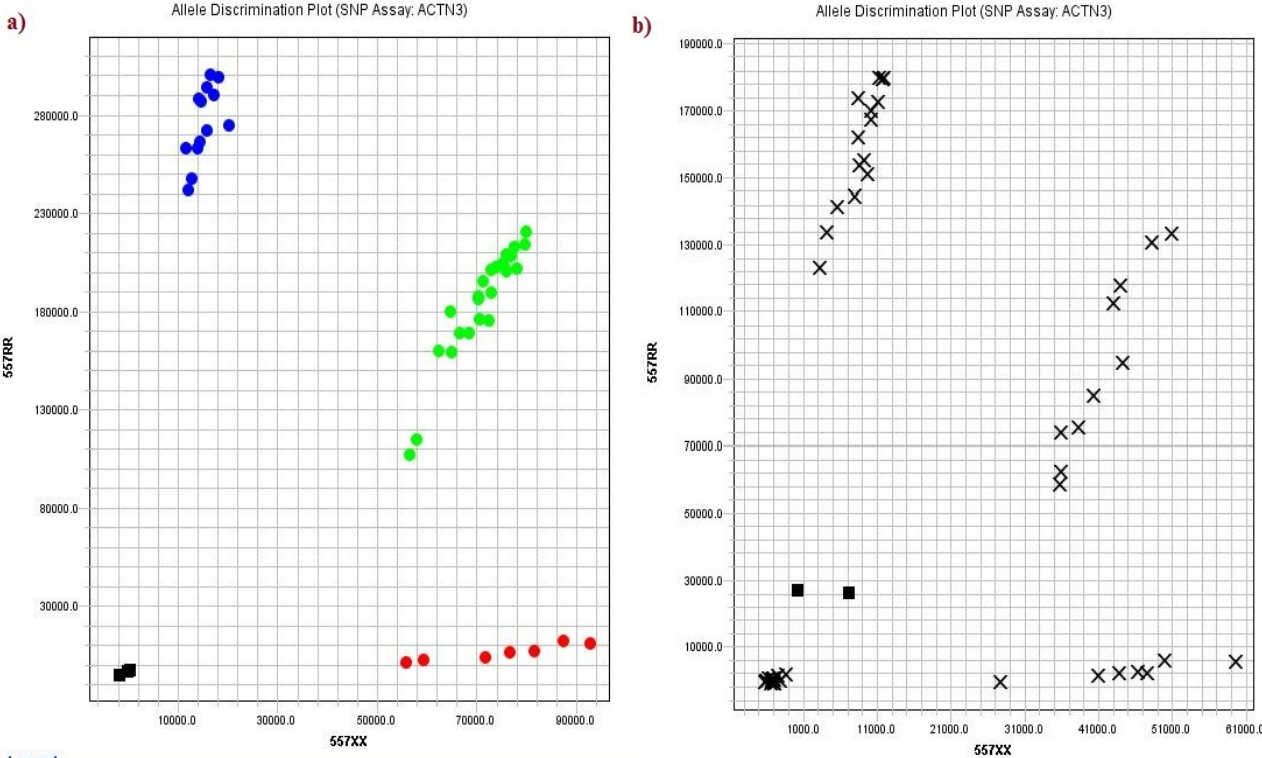 a)
Allele Discrimination Plot (SNP Assay: ACTN3)
280000.0
230000.0
180000.0
130000.0
80000.0
30000.0
557RR
10000.0 30000.0 50000.0 70000.0 90000.0
557XX
b)
Allele Discrimination Plot (SNP Assay: ACTN3)
190000.0
170000.0
150000.0
130000.0
110000.0
90000.0
70000.0
50000.0
30000.0
10000.0
557RR
1000.0 11000.0 21000.0 31000.0 41000.0 51000.0 61000.0
557XX